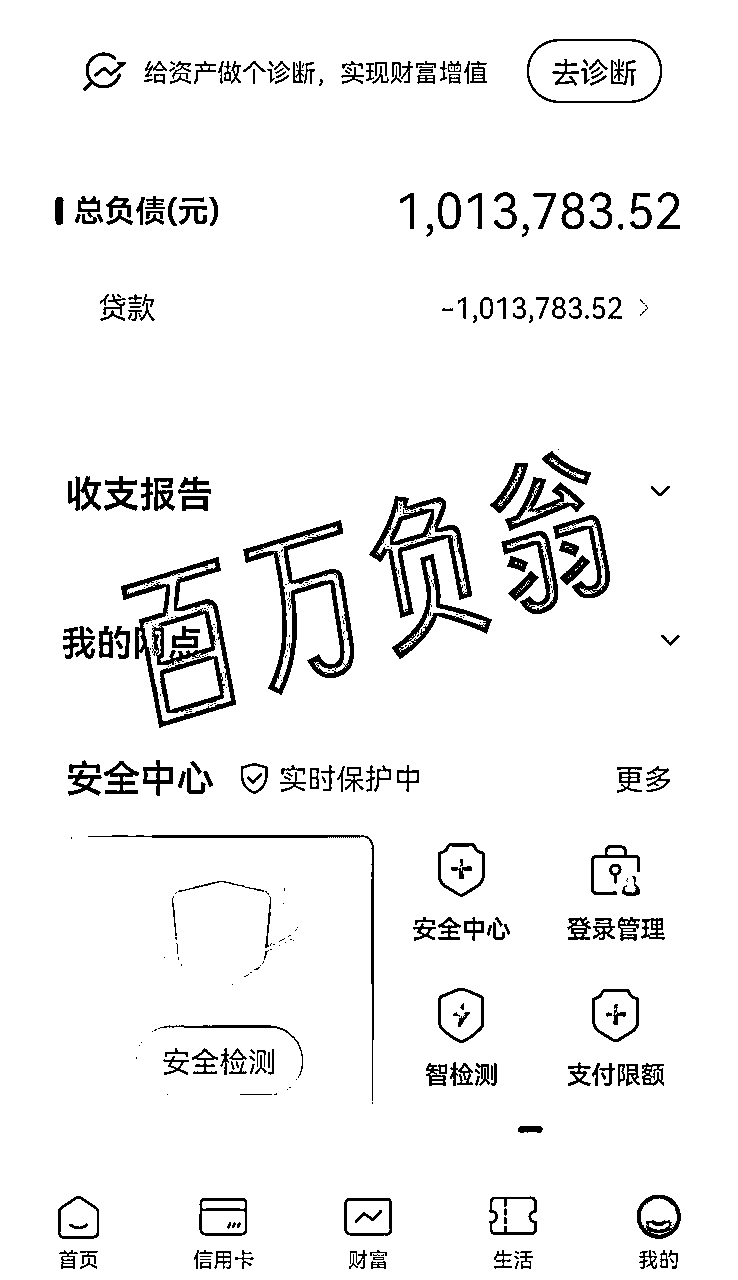 给资产做个诊断，实现财富增值 去诊断
总负债(元) 1,013,783.52
贷款 -1,013,783.52
收支报告
百万负翁
我的网点
安全中心 实时保护中 更多
安全中心 登录管理
安全检测
智检测 支付限额
首页 信用卡 财富 生活 我的